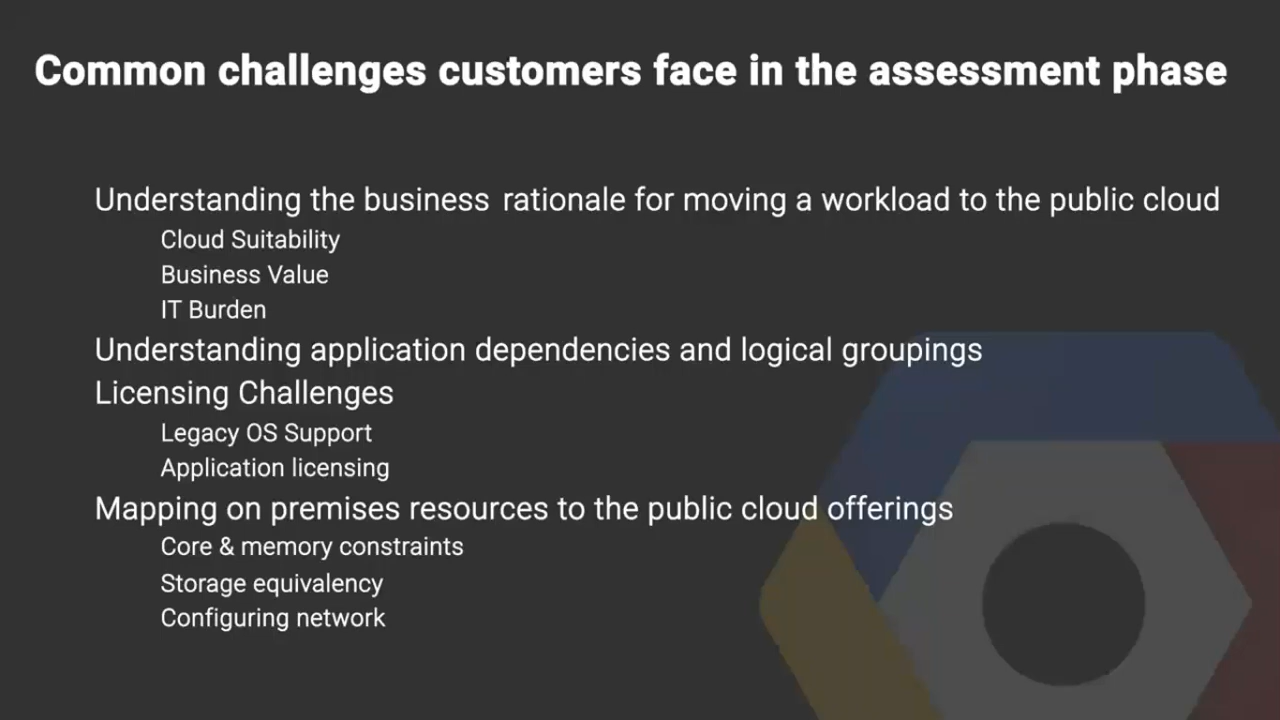 Common challenges customers face in the assessment phase
Understanding the business rationale for moving a workload to the public cloud
Cloud Suitability
Business Value
IT Burden
Understanding application dependencies and logical groupings
Licensing Challenges
Legacy OS Support
Application licensing
Mapping on premises resources to the public cloud offerings
Core & memory constraints
Storage equivalency
Configuring network